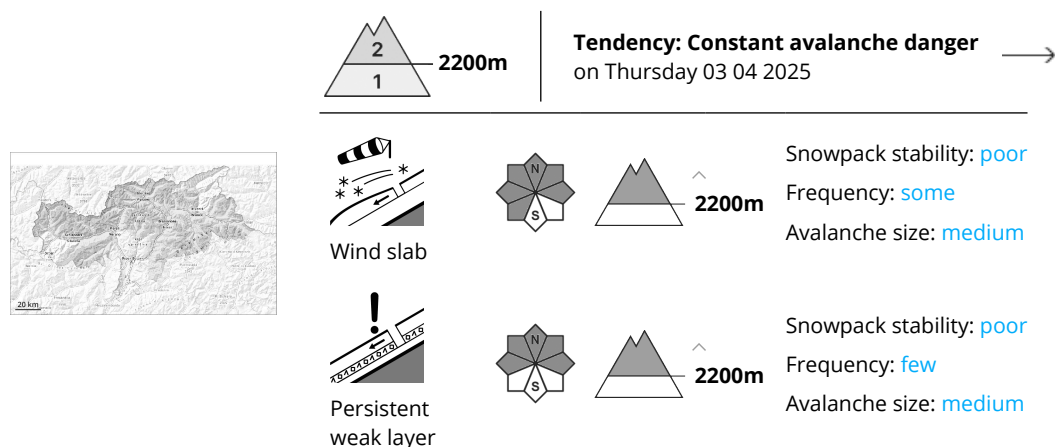 2
1
2200m
Tendency: Constant avalanche danger
on Thursday 03 04 2025
20 km
N
S
2200m
Wind slab
Snowpack stability: poor
Frequency: some
Avalanche size: medium
N
S
2200m
Persistent
weak layer
Snowpack stability: poor
Frequency: few
Avalanche size: medium